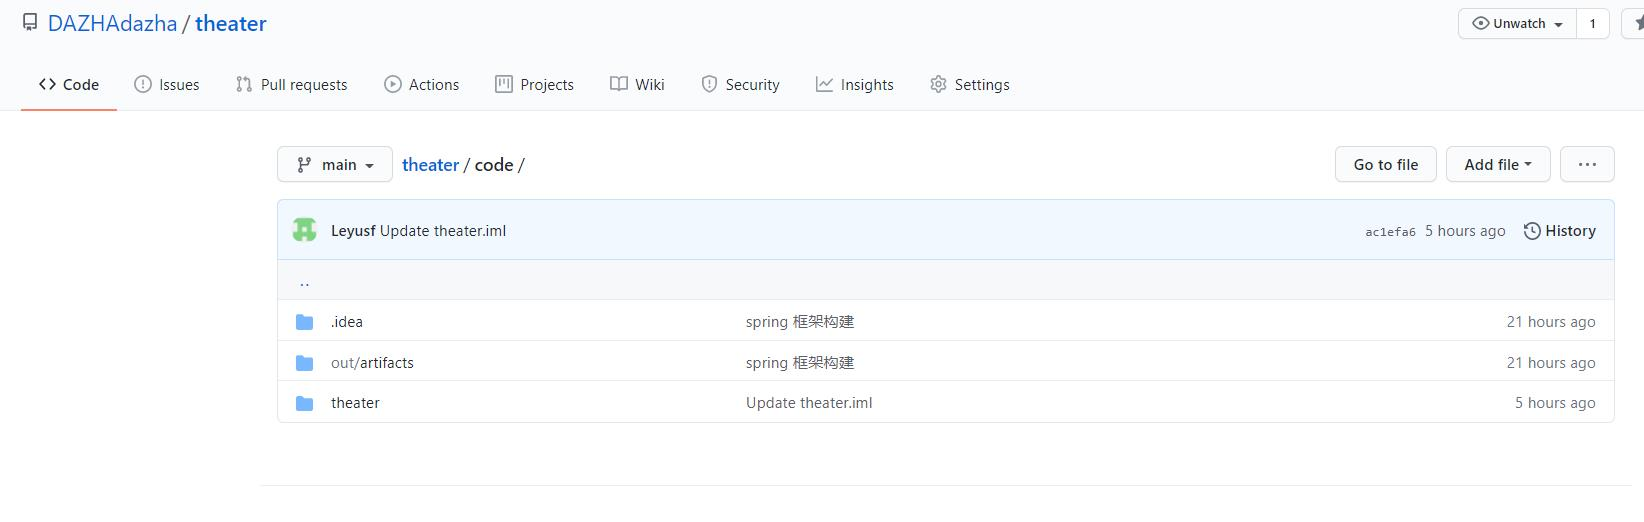 DAZHAdazha / theater
Unwatch 1
Code Issues Pull requests Actions Projects Wiki Security Insights Settings
main theater / code / Go to file Add file ...
Leyusf Update theater.iml ac1efa6 5 hours ago History
..
.idea spring 框架构建 21 hours ago
out/artifacts spring 框架构建 21 hours ago
theater Update theater.iml 5 hours ago